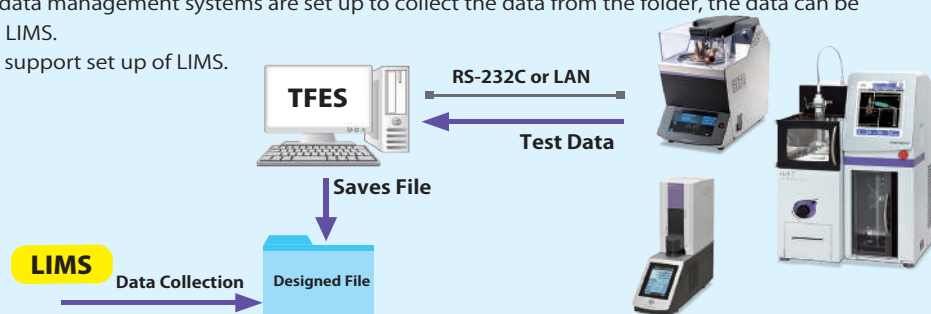 data management systems are set up to collect the data from the folder, the data can be
LIMS.
support set up of LIMS.
TFES
RS-232C or LAN
Test Data
Saves File
LIMS
Data Collection
Designed File